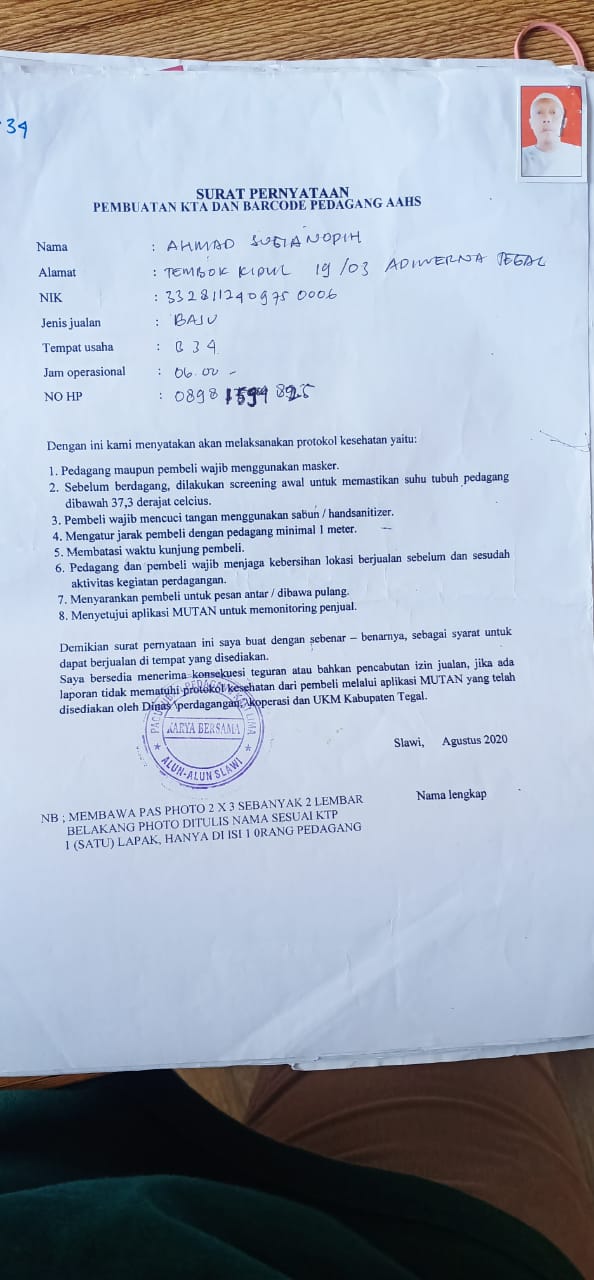 34
SURAT PERNYATAAN
PEMBUATAN KTA DAN BARCODE PEDAGANG AAHS
Nama : AHMAD SUGIANODIH
Alamat : TEMBOK KIDUL 19/03 ADIWERNA TEGAL
NIK : 3328112409750006
Jenis jualan : BAJU
Tempat usaha : B 34
Jam operasional : 06.00 -
NO HP : 0898 1599 825
Dengan ini kami menyatakan akan melaksanakan protokol kesehatan yaitu:
1. Pedagang maupun pembeli wajib menggunakan masker.
2. Sebelum berdagang, dilakukan screening awal untuk memastikan suhu tubuh pedagang
dibawah 37,3 derajat celcius.
3. Pembeli wajib mencuci tangan menggunakan sabun / handsanitizer.
4. Mengatur jarak pembeli dengan pedagang minimal 1 meter.
5. Membatasi waktu kunjung pembeli.
6. Pedagang dan pembeli wajib menjaga kebersihan lokasi berjualan sebelum dan sesudah
aktivitas kegiatan perdagangan.
7. Menyarankan pembeli untuk pesan antar / dibawa pulang.
8. Menyetujui aplikasi MUTAN untuk memonitoring penjual.
Demikian surat pernyataan ini saya buat dengan sebenar – benarnya, sebagai syarat untuk
dapat berjualan di tempat yang disediakan.
Saya bersedia menerima konsekuesi teguran atau bahkan pencabutan izin jualan, jika ada
laporan tidak mematuhi protokol kesehatan dari pembeli melalui aplikasi MUTAN yang telah
disediakan oleh Dinas \perdagangan, koperasi dan UKM Kabupaten Tegal.
KARYA BERSAMA
ALUN-ALUN SLAWI
Slawi, Agustus 2020
Nama lengkap
NB ; MEMBAWA PAS PHOTO 2 X 3 SEBANYAK 2 LEMBAR
BELAKANG PHOTO DITULIS NAMA SESUAI KTP
1 (SATU) LAPAK, HANYA DI ISI 1 0RANG PEDAGANG